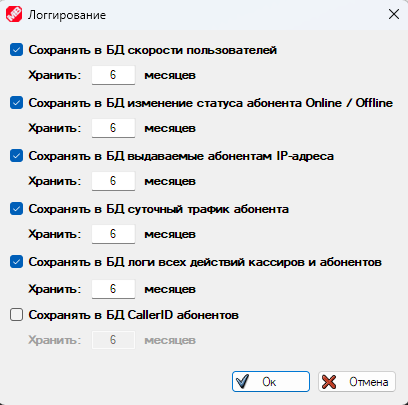 Логгирование
Сохранять в БД скорости пользователей
Хранить: 6 месяцев
Сохранять в БД изменение статуса абонента Online / Offline
Хранить: 6 месяцев
Сохранять в БД выдаваемые абонентам IP-адреса
Хранить: 6 месяцев
Сохранять в БД суточный трафик абонента
Хранить: 6 месяцев
Сохранять в БД логи всех действий кассиров и абонентов
Хранить: 6 месяцев
Сохранять в БД CallerID абонентов
Хранить: 6 месяцев
Ок Отмена